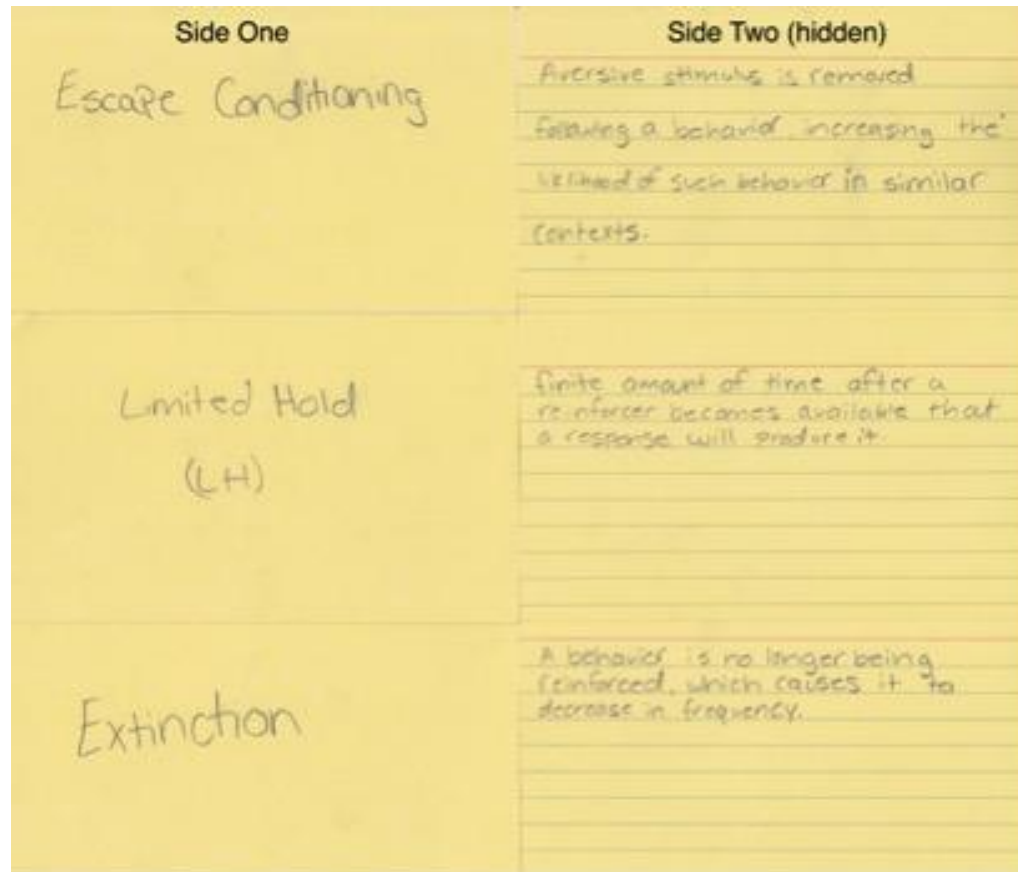 Side One
Side Two (hidden)
Escape Conditioning
Aversive stimulus is removed
following a behavior, increasing the
liklihood of such behavior in similar
contexts.
Limited Hold
(LH)
finite amount of time after a
reinforcer becomes available that
a response will produce it.
Extinction
A behavior is no longer being
reinforced, which causes it to
decrease in frequency.